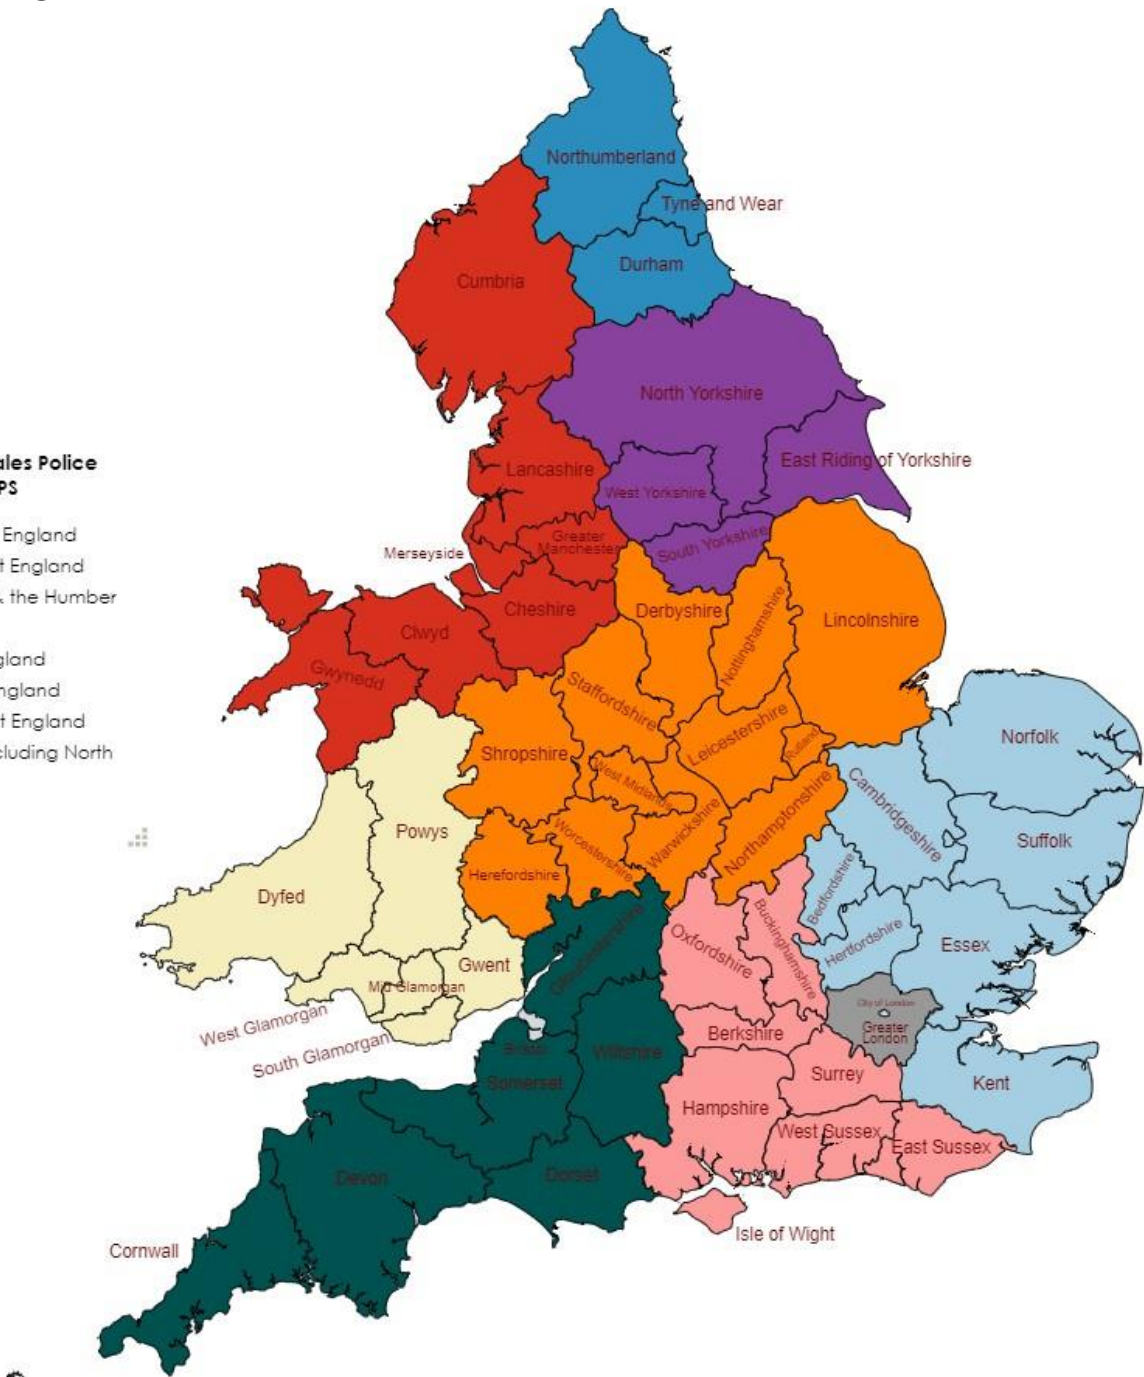 Northumberland
Tyne and Wear
Durham
Cumbria
North Yorkshire
ales Police
PS
England
t England
& the Humber
gland
ngland
t England
cluding North
Lancashire
East Riding of Yorkshire
West Yorkshire
Greater
Manchester
South Yorkshire
Merseyside
Cheshire
Derbyshire
Nottinghamshire
Lincolnshire
Clwyd
Gwynedd
Staffordshire
Leicestershire
Rutland
Shropshire
Norfolk
West Midlands
Cambridgeshire
Northamptonshire
Powys
Worcestershire
Warwickshire
Suffolk
Herefordshire
Bedfordshire
Dyfed
Buckinghamshire
Gloucestershire
Oxfordshire
Hertfordshire
Essex
Gwent
Mid Glamorgan
West Glamorgan
South Glamorgan
City of London
Greater
London
Berkshire
Bristol
Wiltshire
Surrey
Kent
Somerset
Hampshire
West Sussex
East Sussex
Devon
Dorset
Isle of Wight
Cornwall